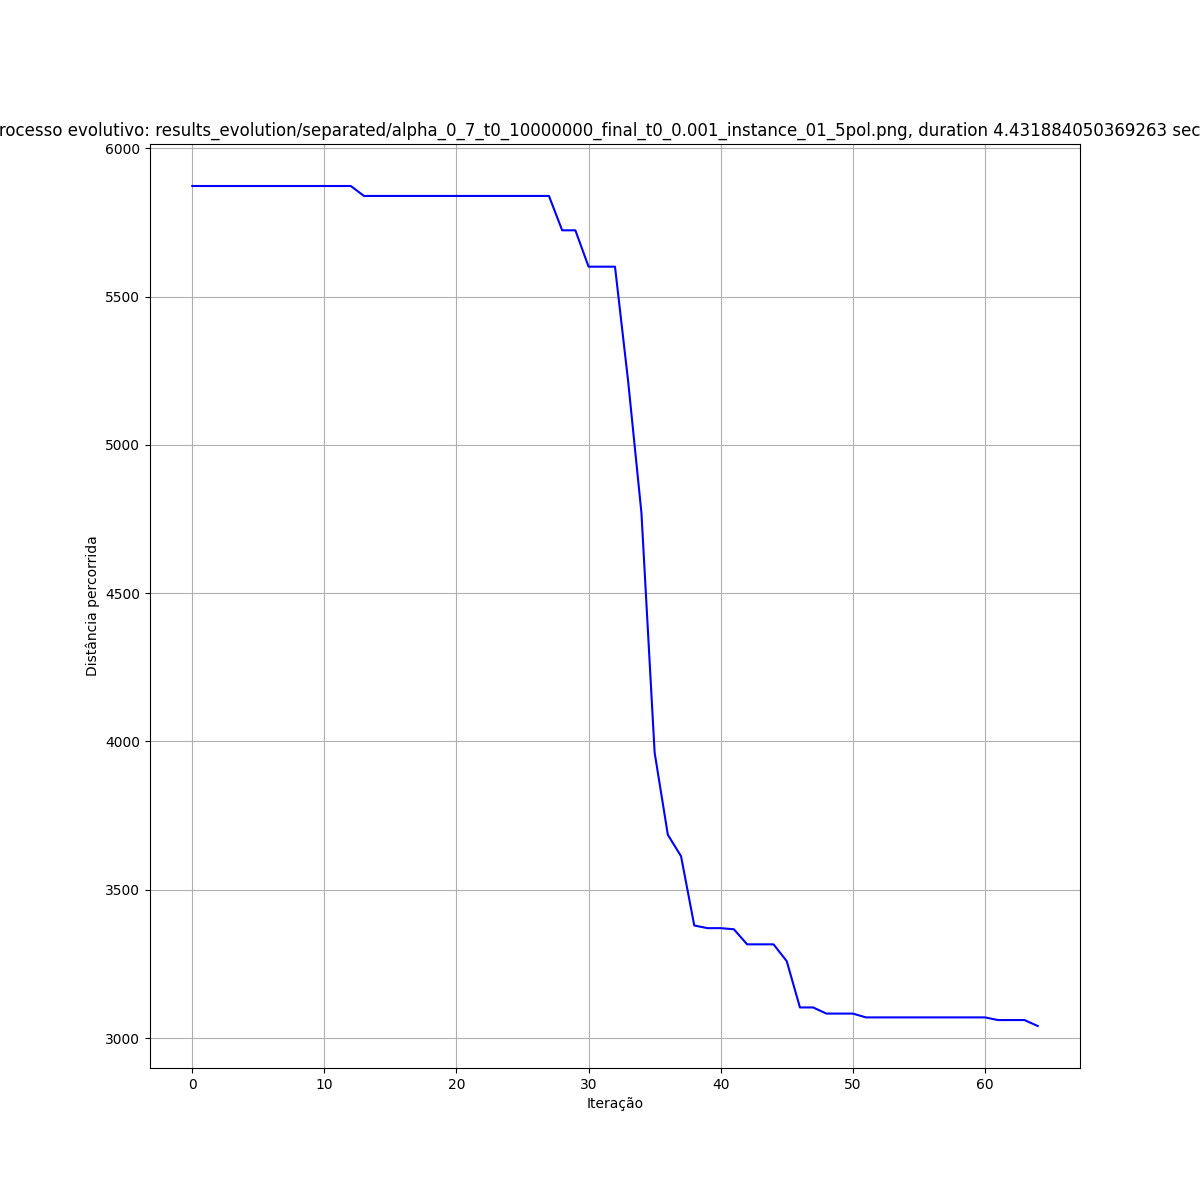 rocesso evolutivo: results_evolution/separated/alpha_0_7_t0_10000000_final_t0_0.001_instance_01_5pol.png, duration 4.431884050369263 sec
6000
5500
5000
4500
4000
3500
3000
Distância percorrida
0 10 20 30 40 50 60
Iteração